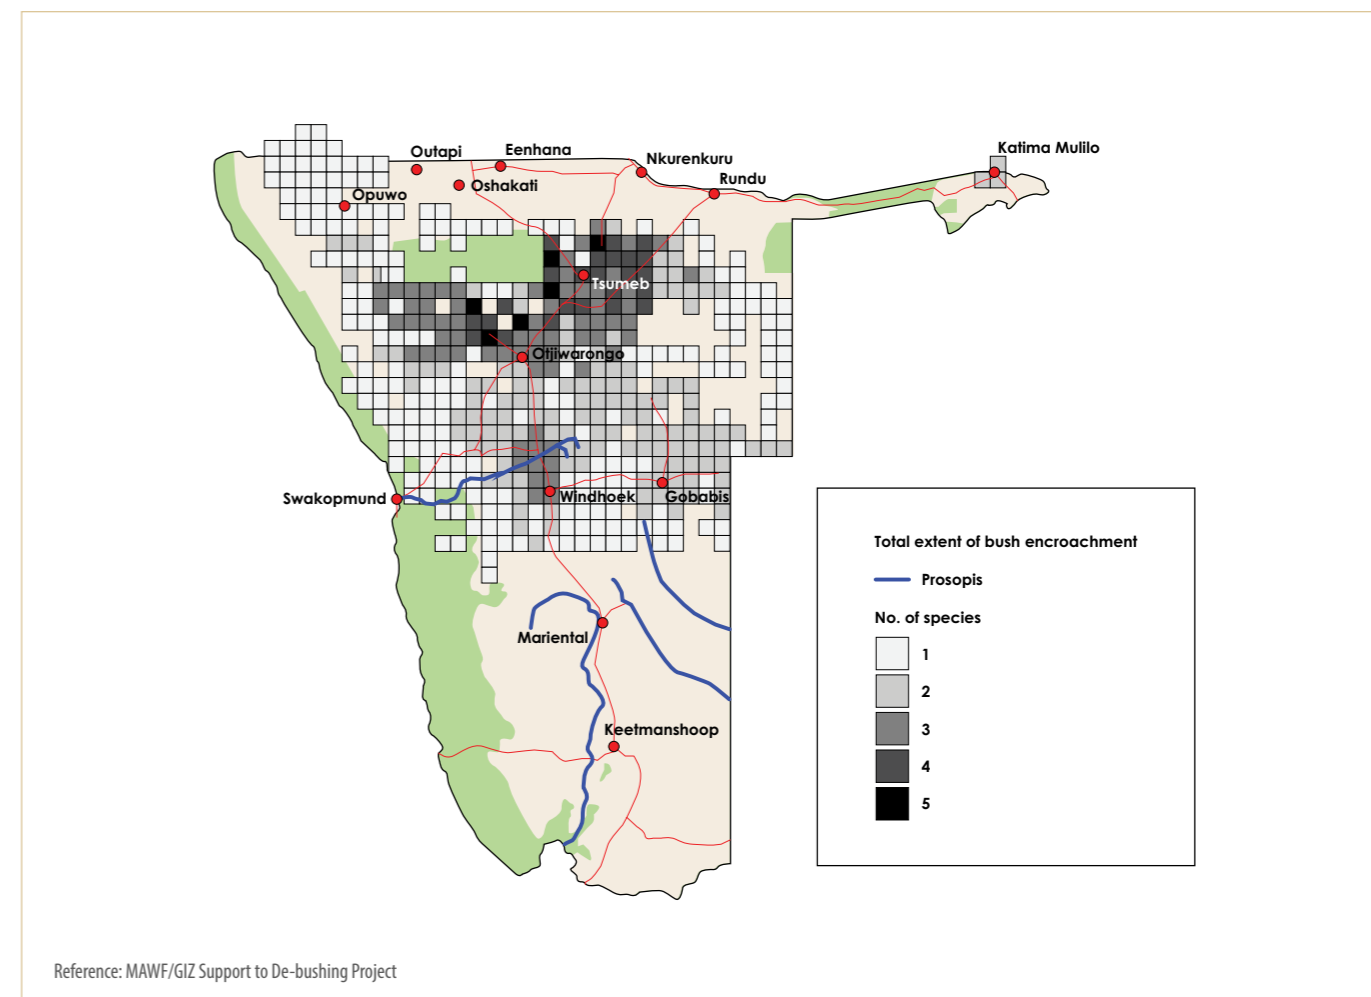 Outapi
Eenhana
Nkurenkuru
Katima Mulilo
Oshakati
Rundu
Opuwo
Tsumeb
Otjiwarongo
Swakopmund
Windhoek
Gobabis
Mariental
Keetmanshoop
Total extent of bush encroachment
Prosopis
No. of species
1
2
3
4
5
Reference: MAWF/GIZ Support to De-bushing Project